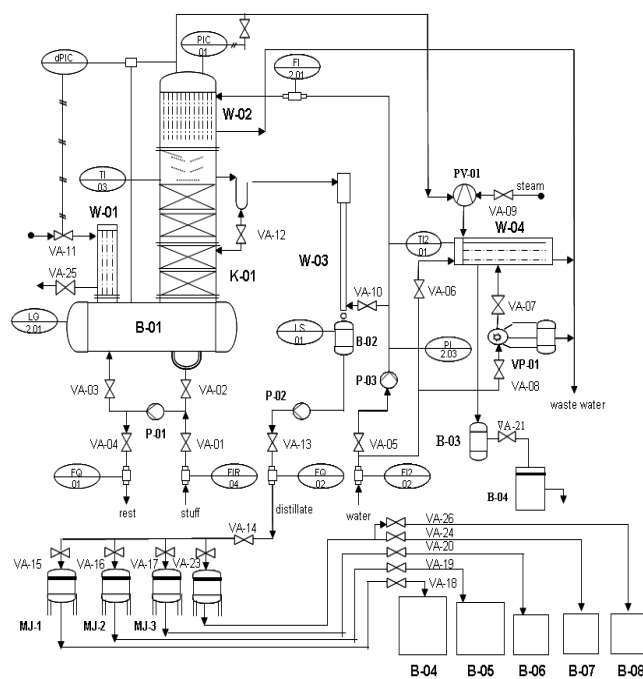 dPIC
PIC
01
FI
2.01
W-02
TI
03
PV-01
steam
VA-09
W-01
W-04
VA-11
VA-12
TI2
01
VA-25
K-01
W-03
VA-10
VA-06
VA-07
LG
2.01
B-01
LS
01
B-02
PI
2.03
VP-01
VA-03
VA-02
P-02
P-03
VA-08
waste water
P-01
VA-04
VA-01
VA-13
VA-05
B-03
VA-21
FQ
01
FIR
04
FQ
02
FI2
02
B-04
rest
stuff
distillate
water
VA-14
VA-26
VA-24
VA-20
VA-19
VA-18
VA-15
VA-16
VA-17
VA-23
MJ-1
MJ-2
MJ-3
B-04
B-05
B-06
B-07
B-08